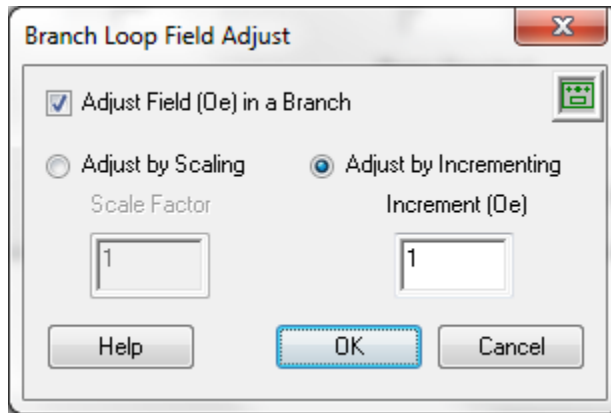 Branch Loop Field Adjust
Adjust Field (Oe) in a Branch
Adjust by Scaling
Adjust by Incrementing
Scale Factor
Increment (Oe)
1
1
Help
OK
Cancel